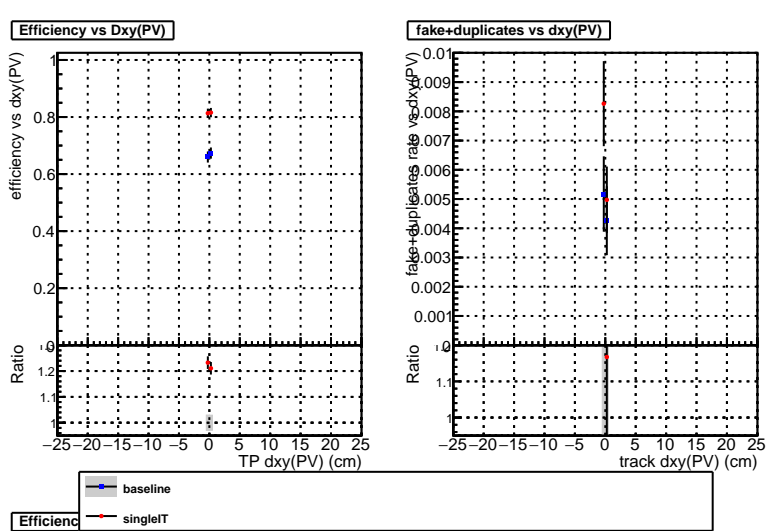 Efficiency vs Dxy(PV)
efficiency vs dxy(PV)
1
0.8
0.6
0.4
0.2
0
Ratio
1.2
1.1
1
−25 −20 −15 −10 −5 0 5 10 15 20 25
TP dxy(PV) (cm)
fake+duplicates vs dxy(PV)
fake+duplicates rate vs dxy(PV)
0.01
0.009
0.008
0.007
0.006
0.005
0.004
0.003
0.002
0.001
0
Ratio
1.1
1
−25 −20 −15 −10 −5 0 5 10 15 20 25
track dxy(PV) (cm)
baseline
singleIT
Efficienc